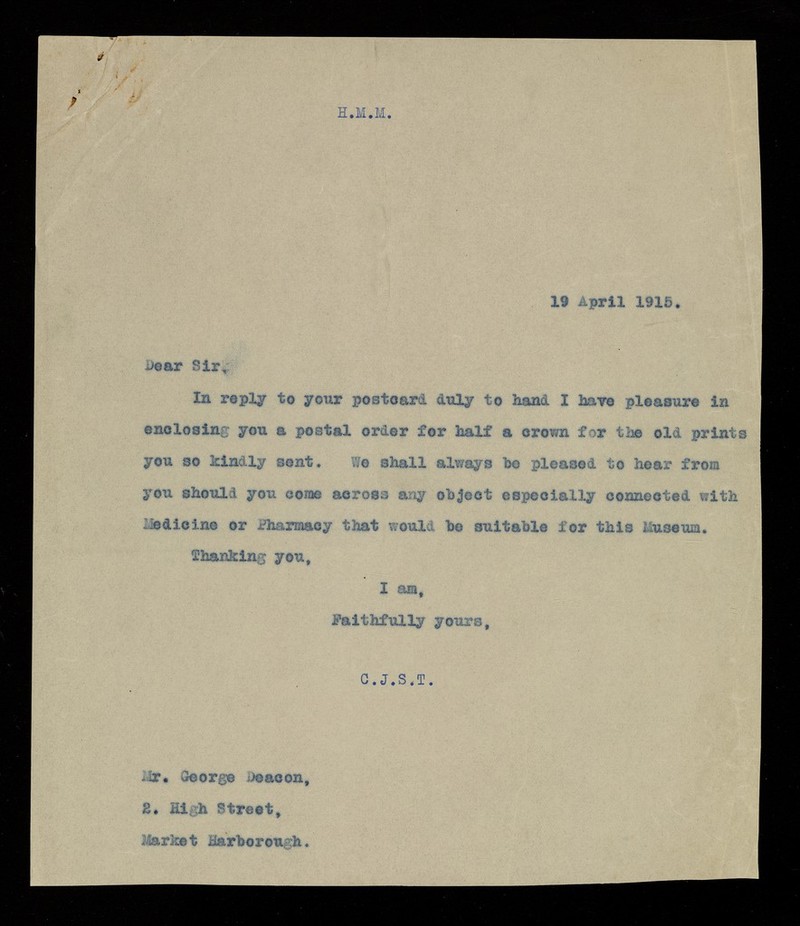 H.M.M.
19 April 1915.
Dear Sir,
In reply to your postcard duly to hand I have pleasure in
enclosing you a postal order for half a crown for the old prints
you so kindly sent. We shall always be pleased to hear from
you should you come across any object especially connected with
Medicine or Pharmacy that would be suitable for this Museum.
Thanking you,
I am,
Faithfully yours,
C.J.S.T.
Mr. George Deacon,
2. High Street,
Market Harborough.